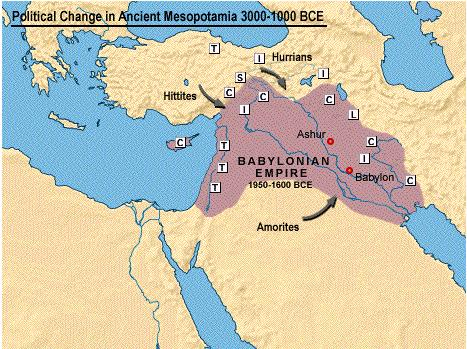 Political Change in Ancient Mesopotamia 3000-1000 BCE
T
I
Hurrians
S
I
Hittites
C
C
C
I
L
Ashur
C
C
T
BABYLONIAN
EMPIRE
I
T
1950-1600 BCE
Babylon
C
T
Amorites